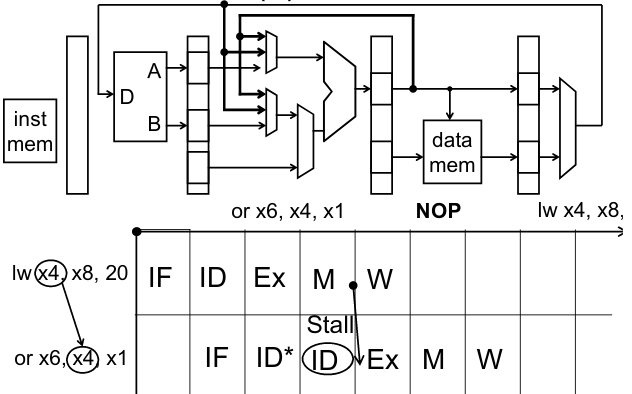 A
D
B
inst
mem
data
mem
or x6, x4, x1
NOP
lw x4, x8,
lw x4, x8, 20
IF ID Ex M W
Stall
or x6, x4, x1
IF ID* ID Ex M W